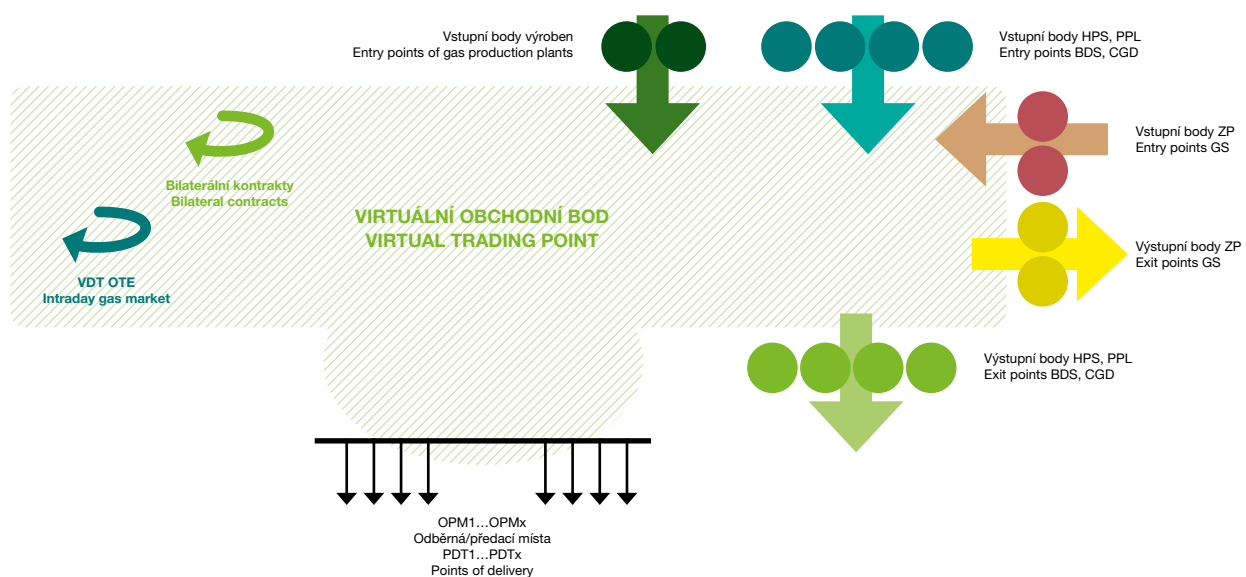 Vstupní body výroben
Entry points of gas production plants
Vstupní body HPS, PPL
Entry points BDS, CGD
Vstupní body ZP
Entry points GS
Bilaterální kontrakty
Bilateral contracts
VIRTUÁLNÍ OBCHODNÍ BOD
VIRTUAL TRADING POINT
Výstupní body ZP
Exit points GS
VDT OTE
Intraday gas market
Výstupní body HPS, PPL
Exit points BDS, CGD
OPM1…OPMx
Odběrná/předací místa
PDT1…PDTx
Points of delivery